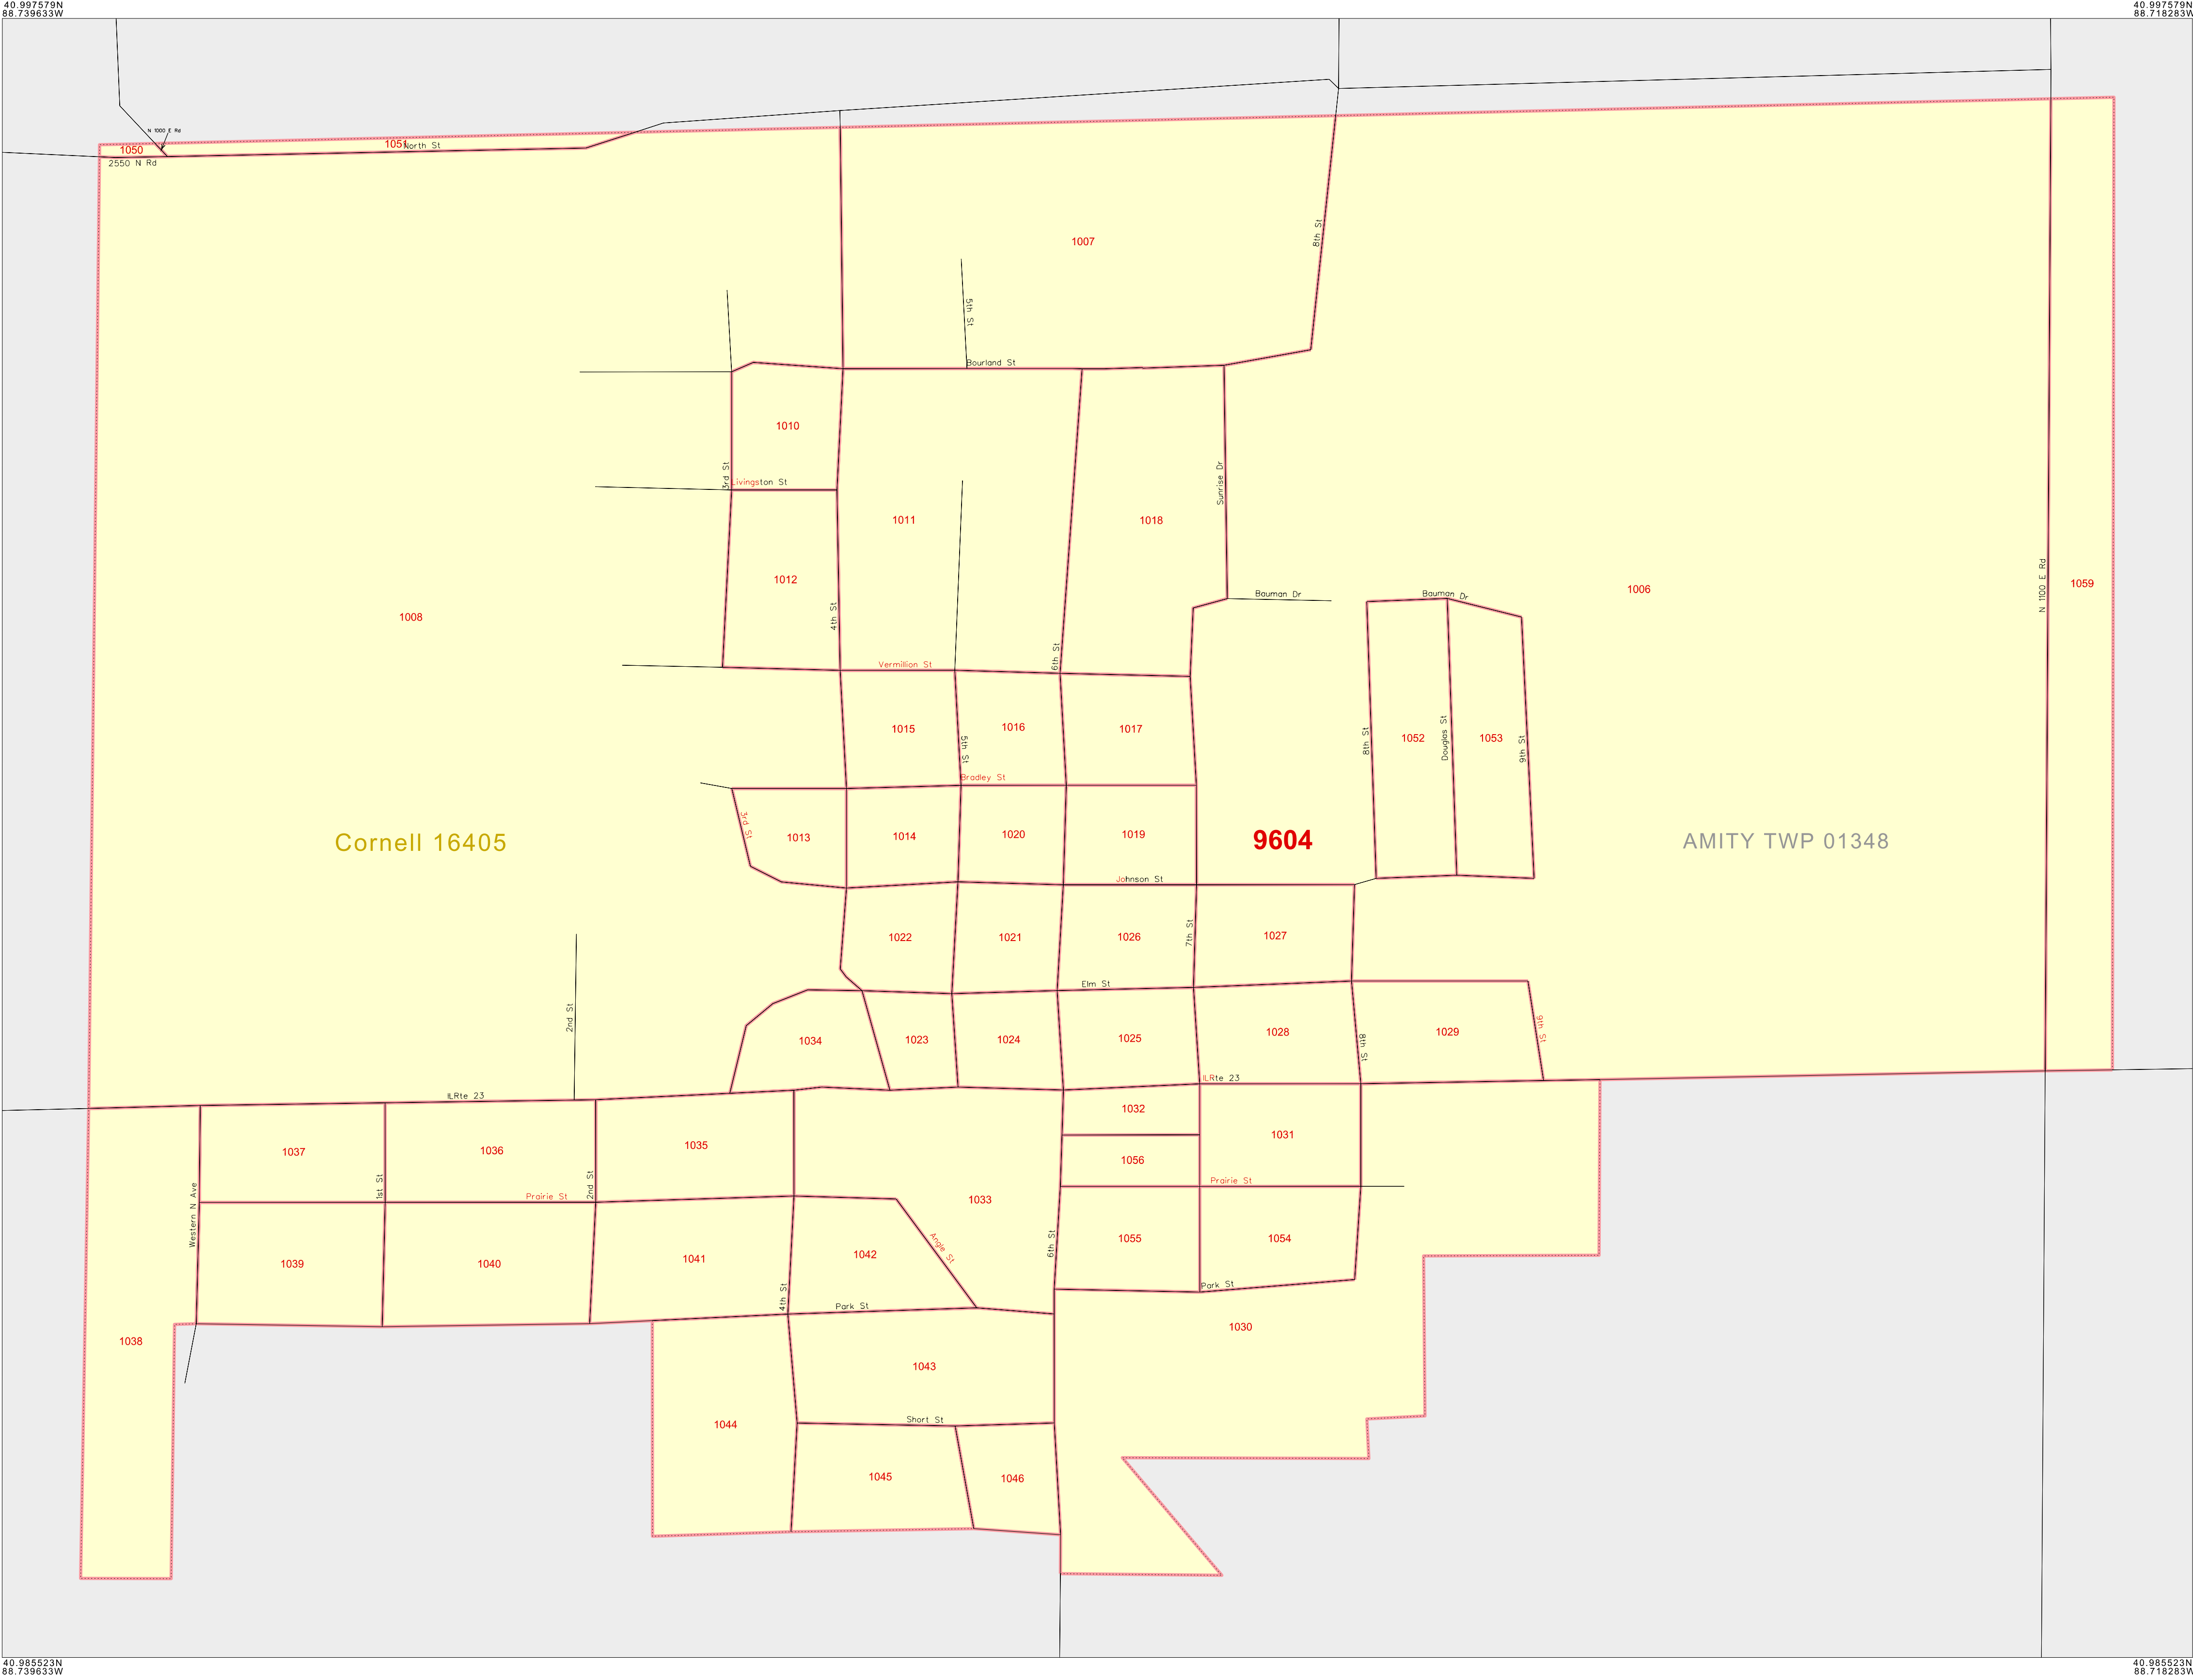 40.997579N
88.739633W
40.997579N
88.718283W
N 1000 E Rd
1050
1051
North St
2550 N Rd
8th St
1007
5th St
Bourland St
1010
3rd St
Livingston St
Sunrise Dr
1011
1018
1012
4th St
1008
N 1100 E Rd
1059
1006
Bauman Dr
Bauman Dr
6th St
Vermillion St
1015
1016
1017
5th St
Bradley St
8th St
1052
Douglas St
1053
9th St
3rd St
1013
1014
1020
1019
9604
Cornell 16405
AMITY TWP 01348
Johnson St
1022
1021
1026
7th St
1027
Elm St
2nd St
1034
1023
1024
1025
1028
8th St
1029
9th St
ILRte 23
ILRte 23
1032
1037
1036
1035
1031
1056
1st St
2nd St
Prairie St
Prairie St
Western N Ave
1033
6th St
1039
1040
1041
1042
Angle St
1055
1054
4th St
Park St
Park St
1038
1030
1043
1044
Short St
1045
1046
40.985523N
88.739633W
40.985523N
88.718283W